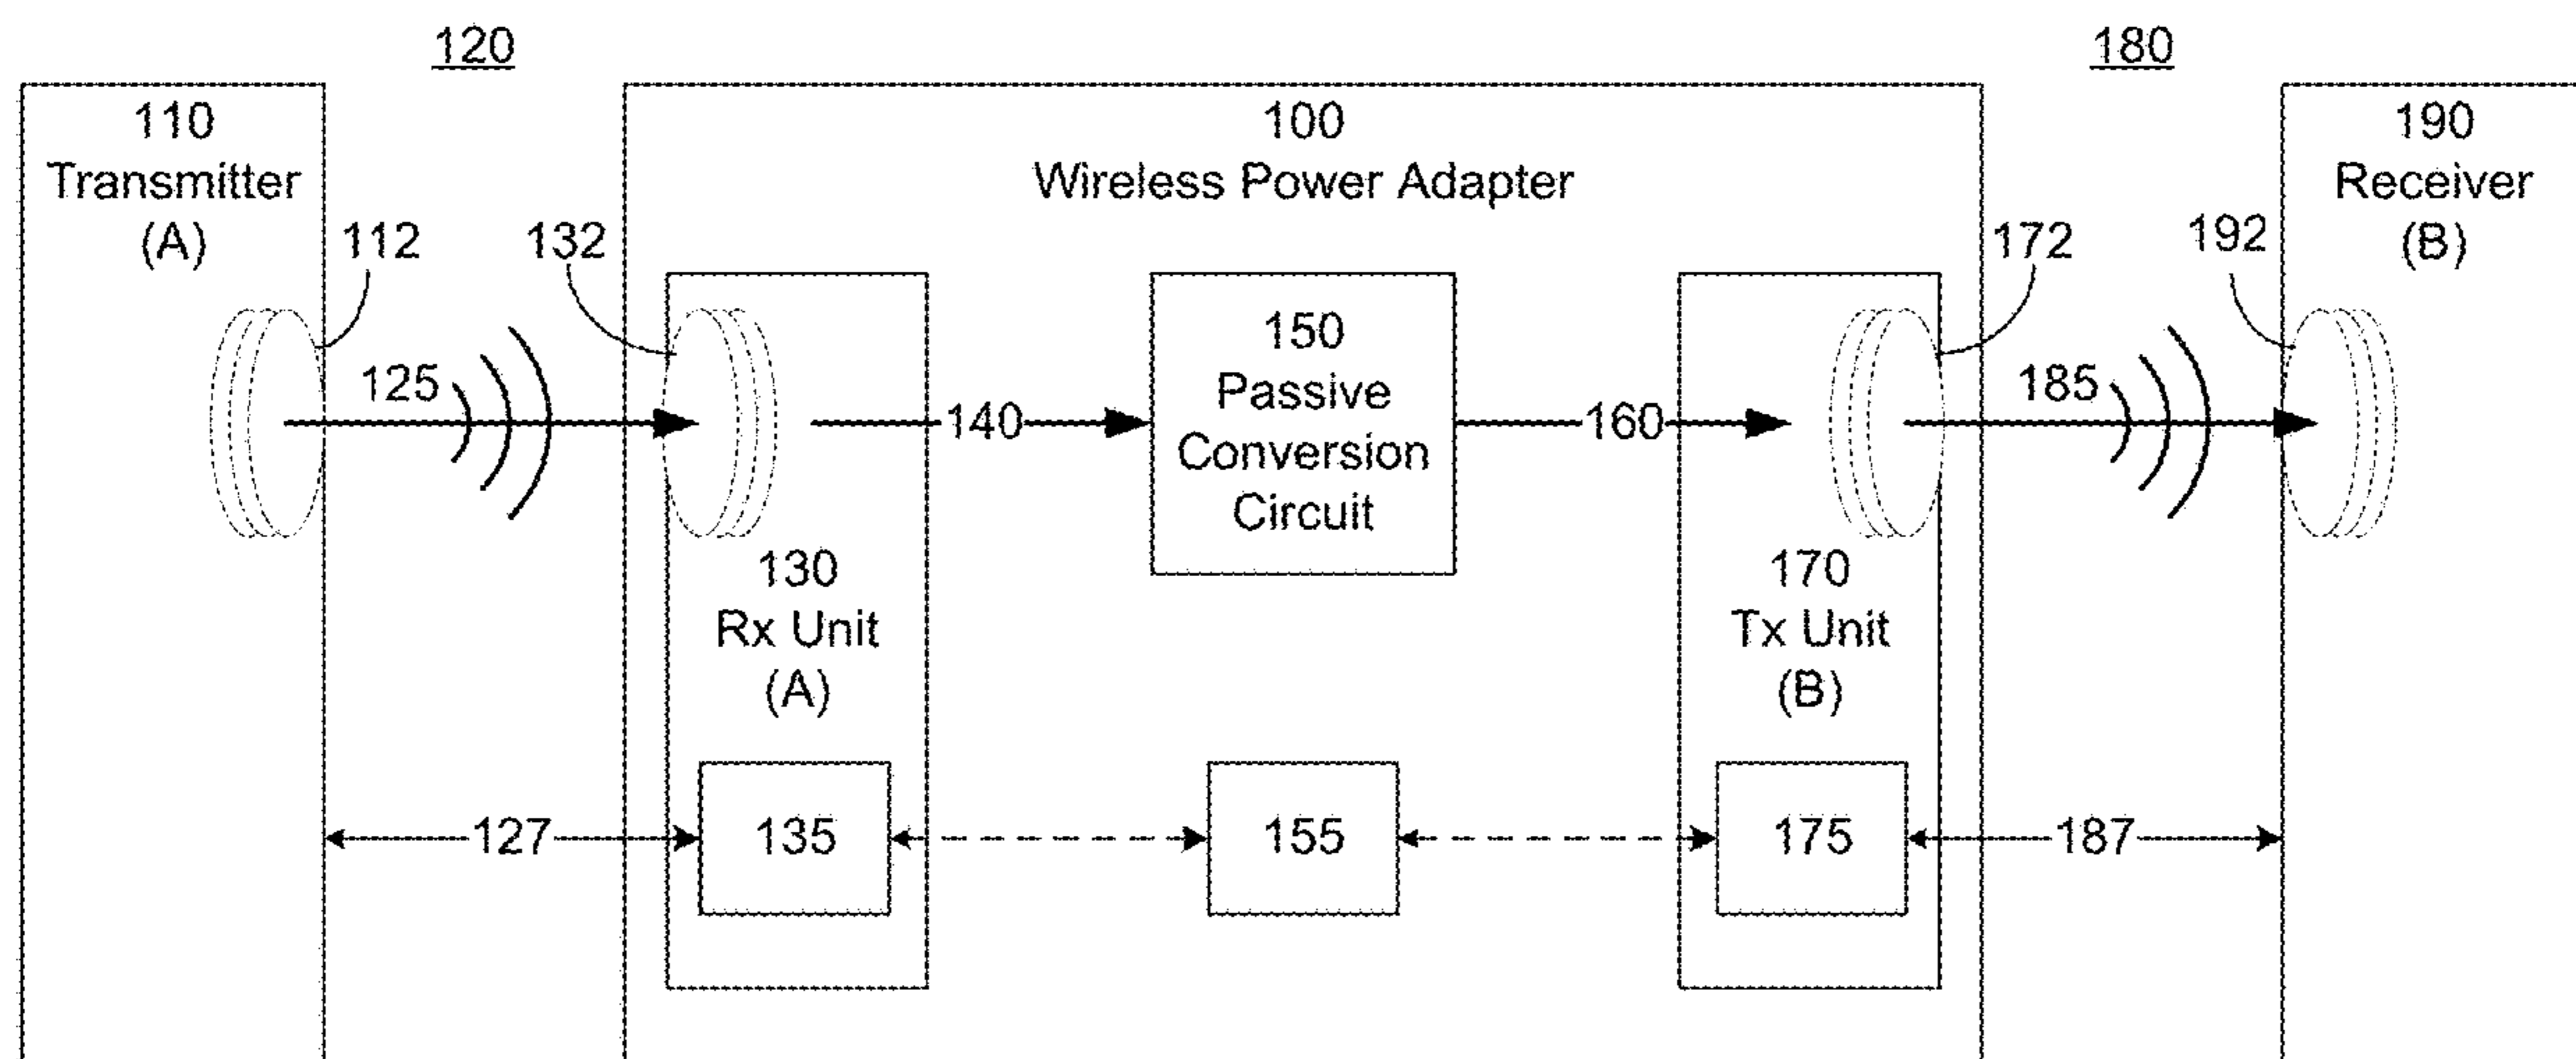 120
180
110
Transmitter
(A)
100
Wireless Power Adapter
190
Receiver
(B)
112
132
172
192
125
150
Passive
Conversion
Circuit
185
140
160
130
Rx Unit
(A)
170
Tx Unit
(B)
127
135
155
175
187